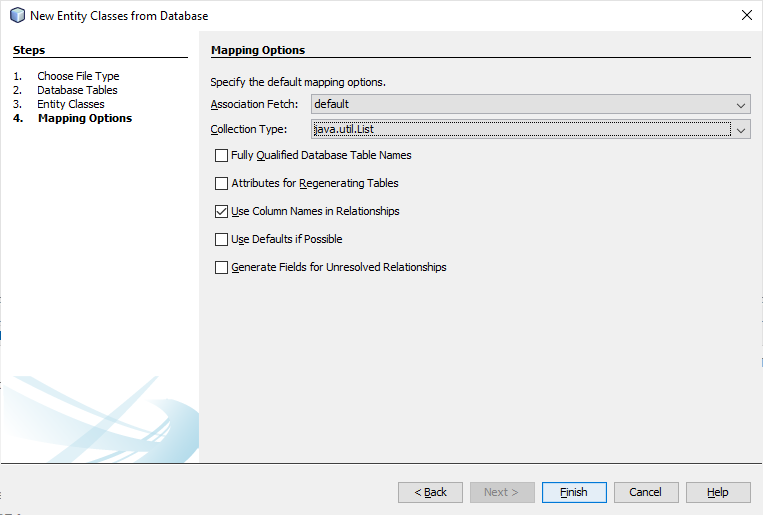 New Entity Classes from Database
Steps
1. Choose File Type
2. Database Tables
3. Entity Classes
4. Mapping Options
Mapping Options
Specify the default mapping options.
Association Fetch: default
Collection Type: java.util.List
Fully Qualified Database Table Names
Attributes for Regenerating Tables
Use Column Names in Relationships
Use Defaults if Possible
Generate Fields for Unresolved Relationships
< Back Next > Finish Cancel Help